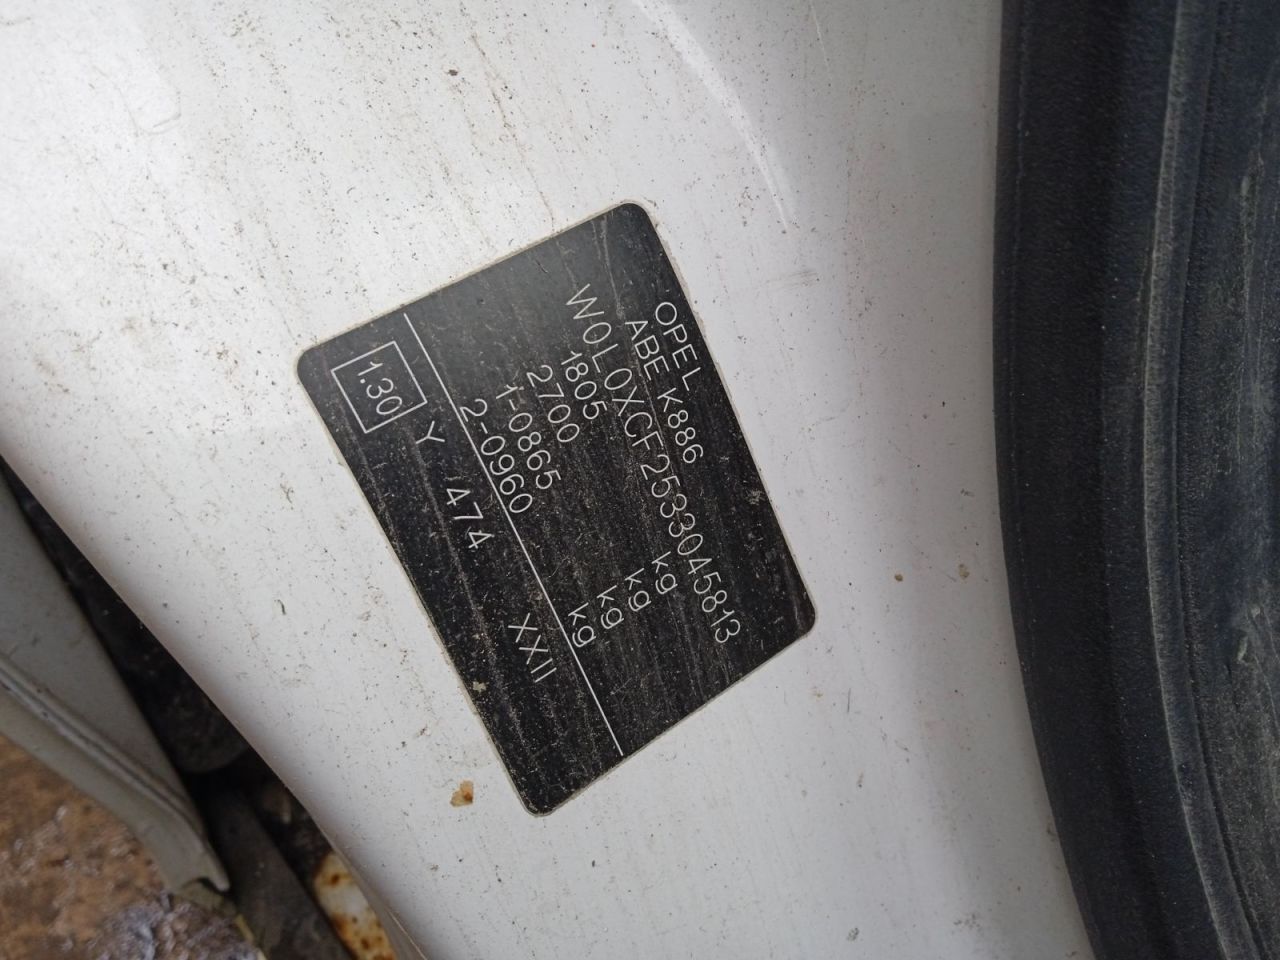 OPEL
ABE K886
W0L0XCF2533045813
1805 kg
2700 kg
1-0865 kg
2-0960 kg
1.30 Y 474 XXII